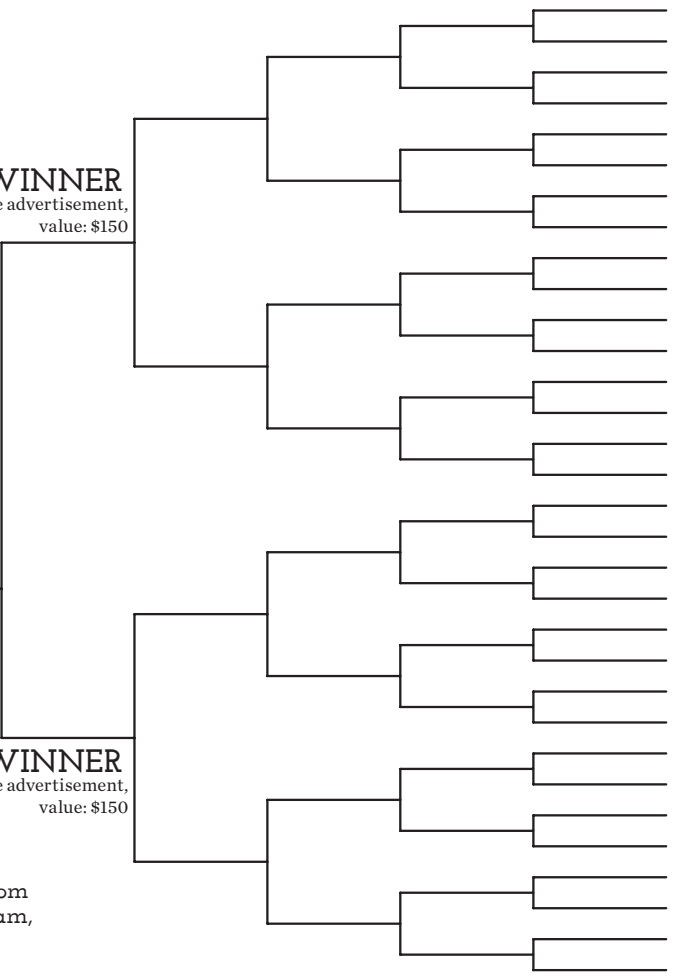 VINNER
e advertisement,
value: $150
VINNER
e advertisement,
value: $150
om
am,